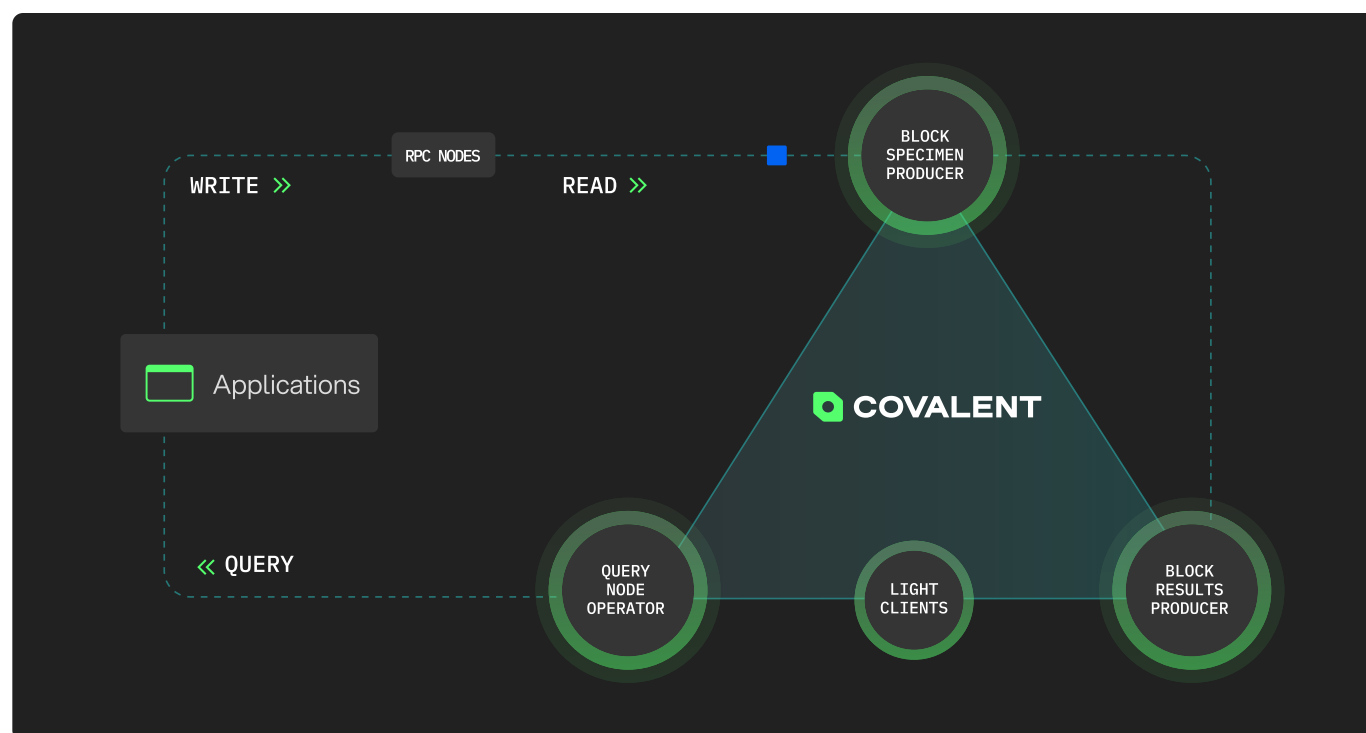 BLOCK
SPECIMEN
PRODUCER
RPC NODES
WRITE
READ
Applications
COVALENT
QUERY
QUERY
NODE
OPERATOR
LIGHT
CLIENTS
BLOCK
RESULTS
PRODUCER